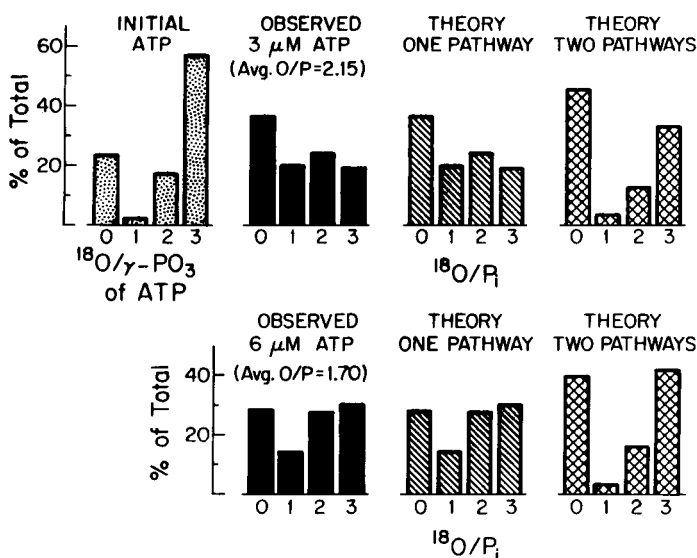 INITIAL ATP
OBSERVED 3 μM ATP
(Avg. O/P=2.15)
THEORY ONE PATHWAY
THEORY TWO PATHWAYS
% of Total
60
40
20
0 1 2 3
0 1 2 3
0 1 2 3
0 1 2 3
¹⁸O/γ-PO₃ of ATP
¹⁸O/Pᵢ
OBSERVED 6 μM ATP
(Avg. O/P=1.70)
THEORY ONE PATHWAY
THEORY TWO PATHWAYS
% of Total
40
20
0 1 2 3
0 1 2 3
0 1 2 3
¹⁸O/Pᵢ